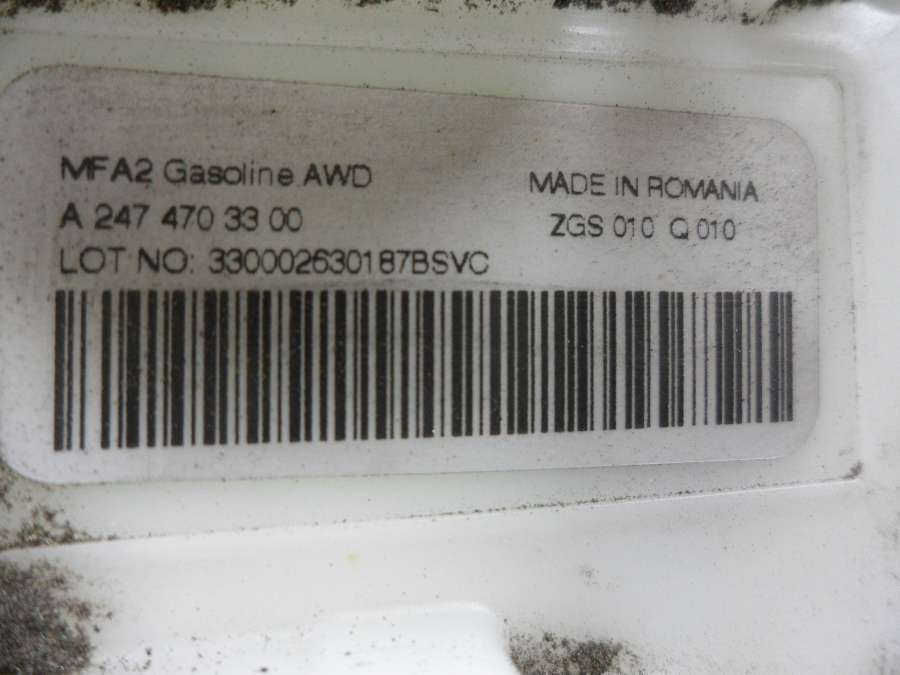 MFA2 Gasoline AWD
MADE IN ROMANIA
A 247 470 33 00
ZGS 010 Q 010
LOT NO: 330002630187BSVC